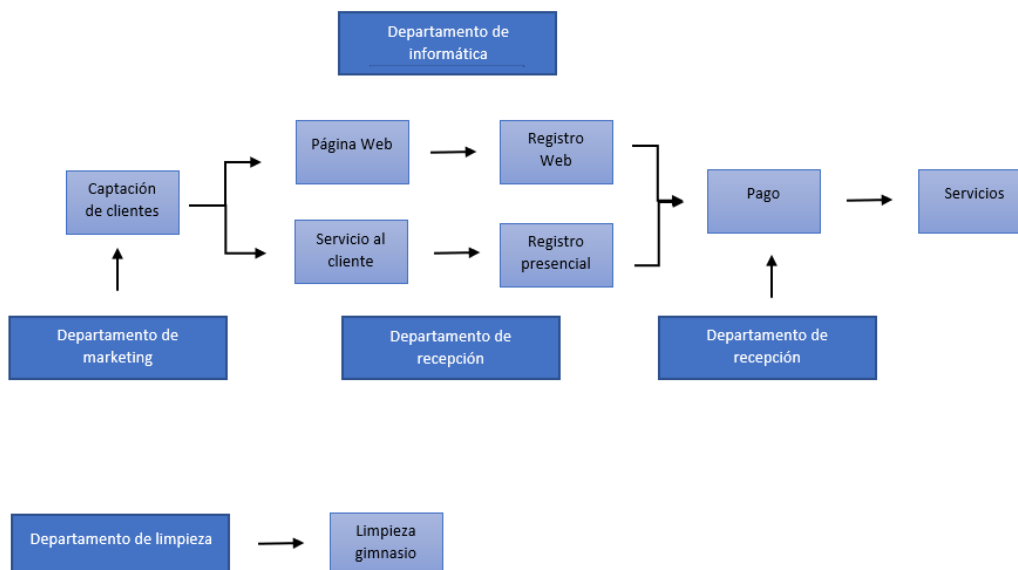 Departamento de
informática
Página Web
Registro
Web
Captación
de clientes
Pago
Servicios
Servicio al
cliente
Registro
presencial
Departamento de
marketing
Departamento de
recepción
Departamento de
recepción
Departamento de limpieza
Limpieza
gimnasio